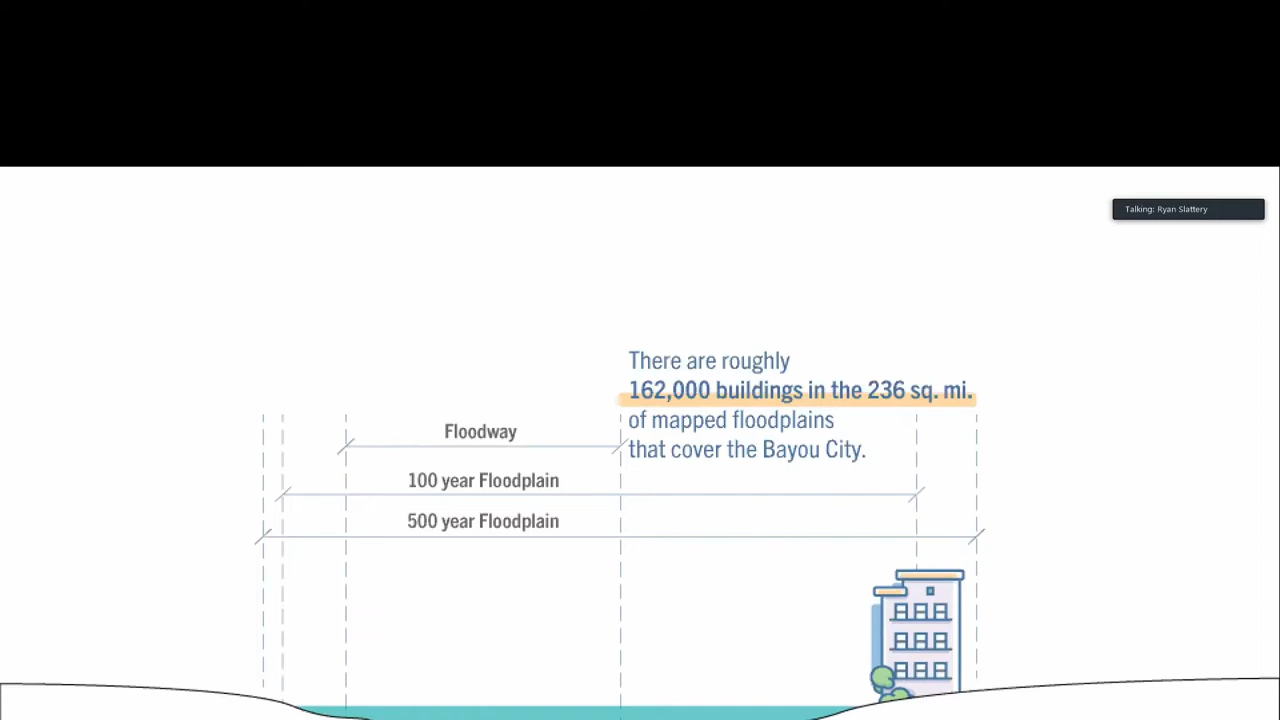 Talking: Ryan Slattery
There are roughly
162,000 buildings in the 236 sq. mi.
of mapped floodplains
that cover the Bayou City.
Floodway
100 year Floodplain
500 year Floodplain